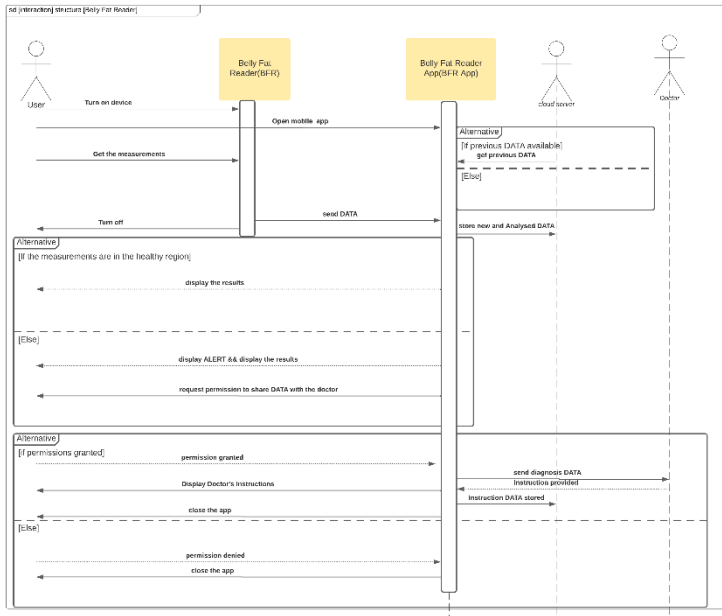 sd [interaction] structure [Belly Fat Reader]
Belly Fat
Reader(BFR)
Belly Fat Reader
App(BFR App)
User
cloud server
Doctor
Turn on device
Open mobile app
Alternative
[If previous DATA available]
get previous DATA
Get the measurements
[Else]
send DATA
Turn off
store new and Analysed DATA
Alternative
[If the measurements are in the healthy region]
display the results
[Else]
display ALERT && display the results
request permission to share DATA with the doctor
Alternative
[if permissions granted]
permission granted
send diagnosis DATA
Instruction provided
Display Doctor's Instructions
Instruction DATA stored
close the app
[Else]
permission denied
close the app